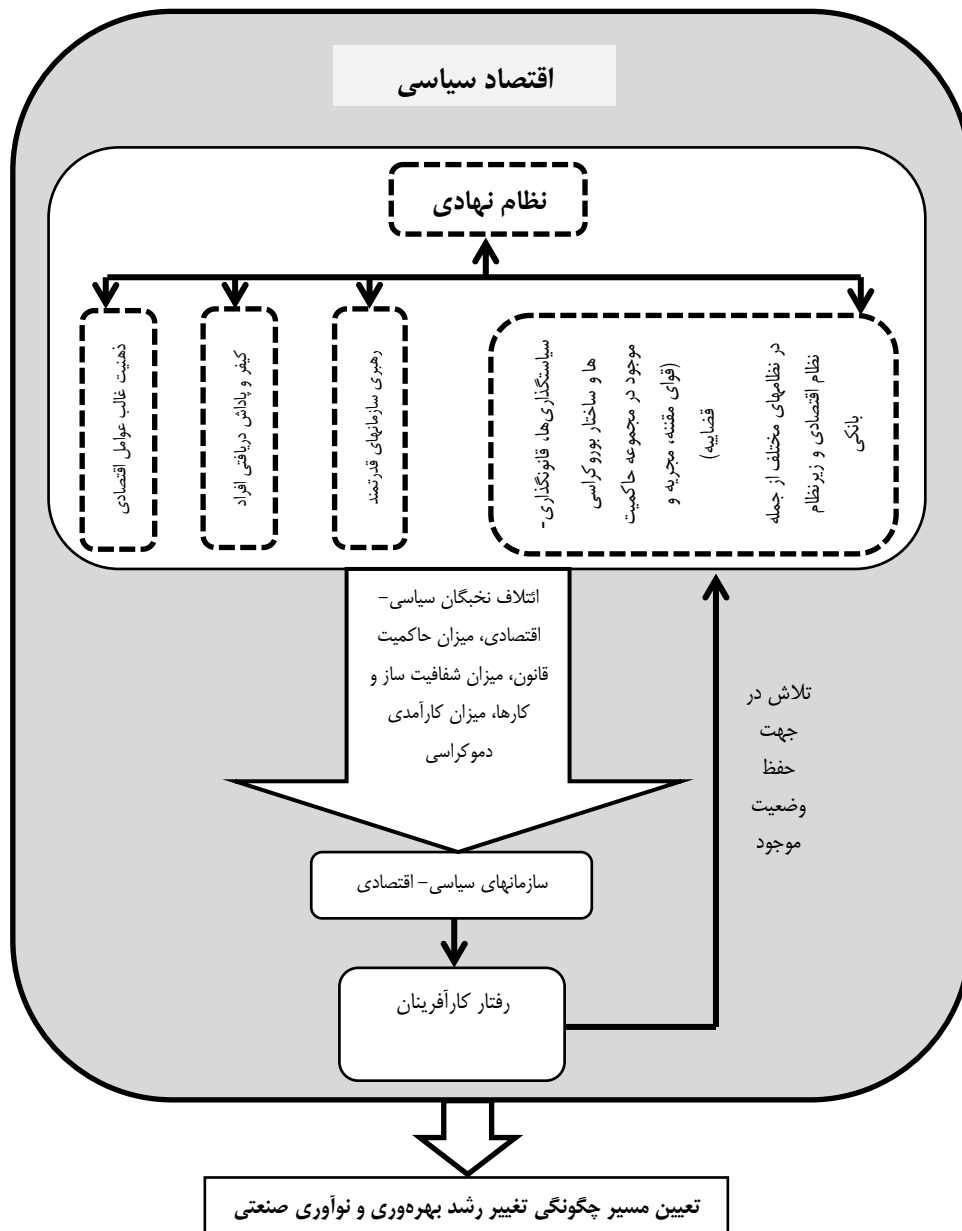 اقتصاد سیاسی
نظام نهادی
سیاستگذاری‌ها، قانونگذاری-
ها و ساختار بوروکراسی
موجود در مجموعه حاکمیت
(قوای مقننه، مجریه و
قضاییه)
در نظامهای مختلف از جمله
نظام اقتصادی و زیرنظام
بانکی
رهبری سازمانهای قدرتمند
کیفر و پاداش دریافتی افراد
ذهنیت غالب عوامل اقتصادی
ائتلاف نخبگان سیاسی-
اقتصادی، میزان حاکمیت
قانون، میزان شفافیت ساز و
کارها، میزان کارآمدی
دموکراسی
تلاش در
جهت
حفظ
وضعیت
موجود
سازمانهای سیاسی- اقتصادی
رفتار کارآفرینان
تعیین مسیر چگونگی تغییر رشد بهره‌وری و نوآوری صنعتی